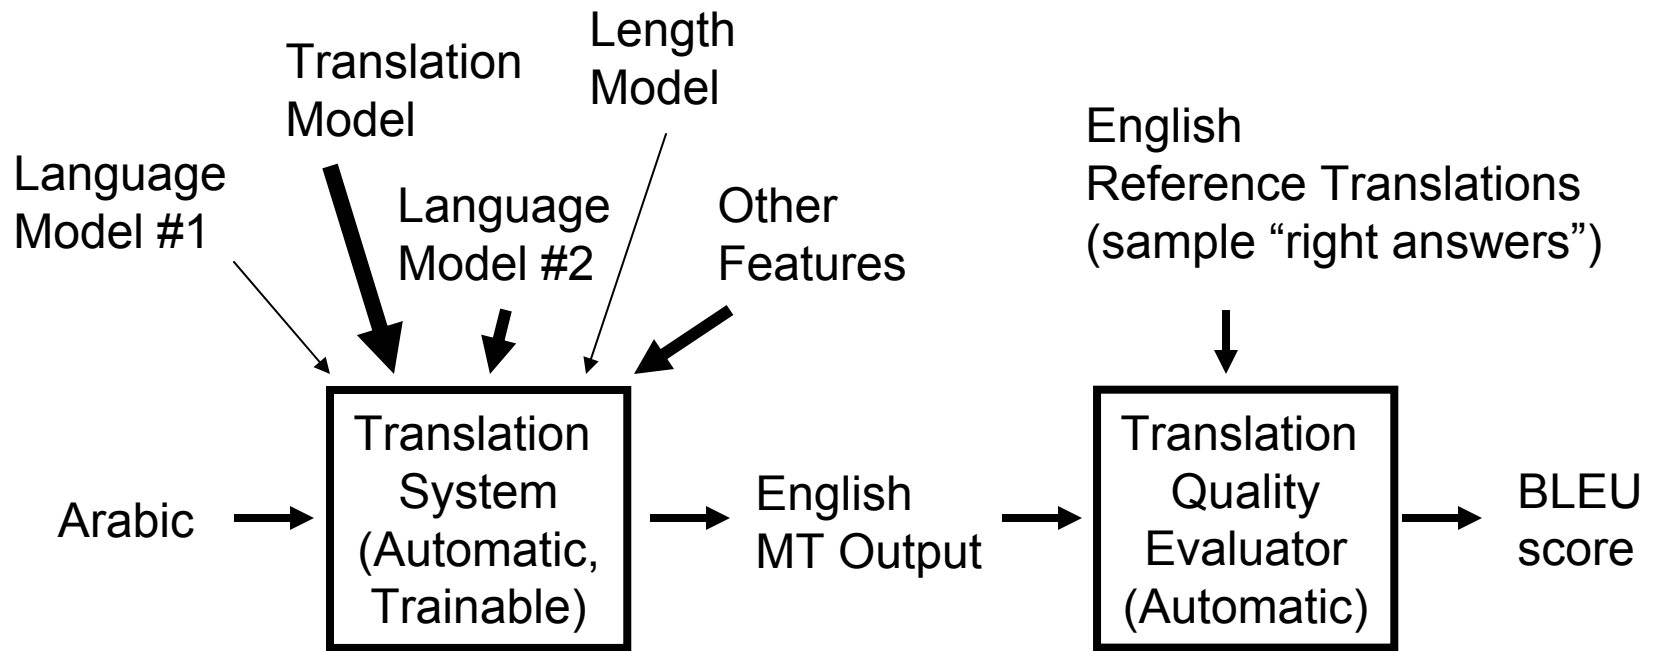 Length
Model
Translation
Model
Language
Model #1
Language
Model #2
Other
Features
English
Reference Translations
(sample “right answers”)
Arabic
Translation
System
(Automatic,
Trainable)
English
MT Output
Translation
Quality
Evaluator
(Automatic)
BLEU
score